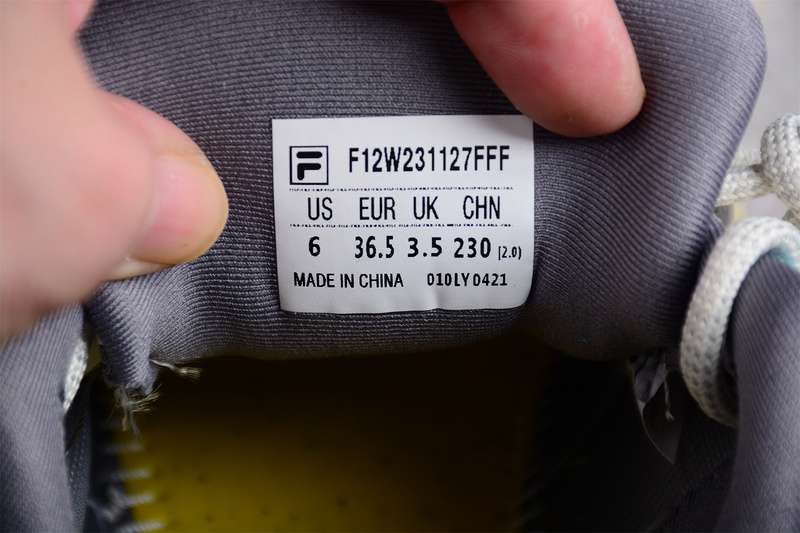 F F12W231127FFF
US EUR UK CHN
6 36.5 3.5 230 [2.0)
MADE IN CHINA 010LY0421